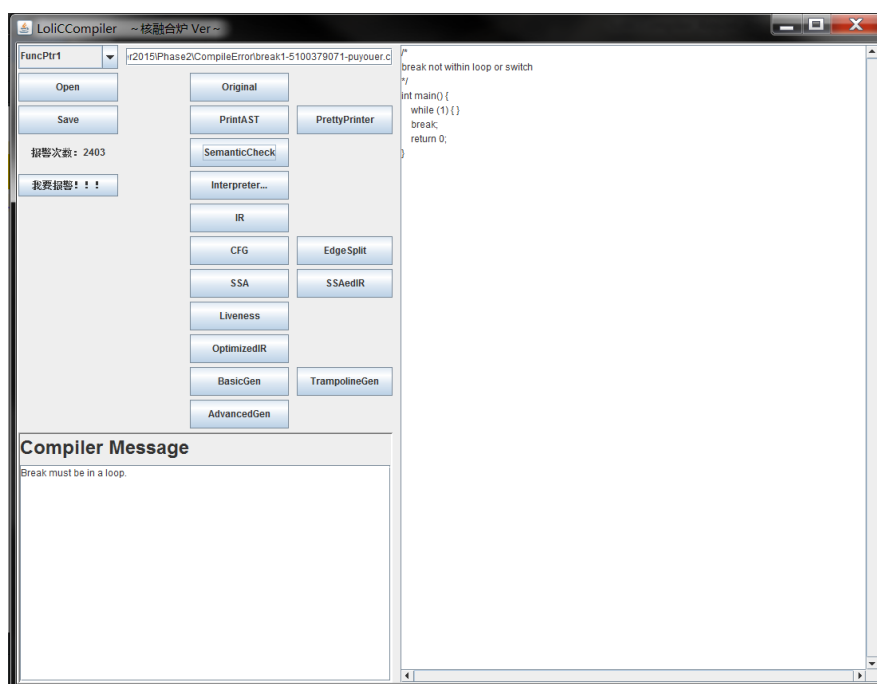 LoliCCompiler ～核融合炉 Ver～
FuncPtr1
r2015\Phase2\CompileError\break1-5100379071-puyouer.c
Open
Original
Save
PrintAST
PrettyPrinter
报警次数：2403
SemanticCheck
我要报警！！！
Interpreter...
IR
CFG
EdgeSplit
SSA
SSAedIR
Liveness
OptimizedIR
BasicGen
TrampolineGen
AdvancedGen
Compiler Message
Break must be in a loop.
/*
break not within loop or switch
*/
int main() {
while (1) { }
break;
return 0;
}